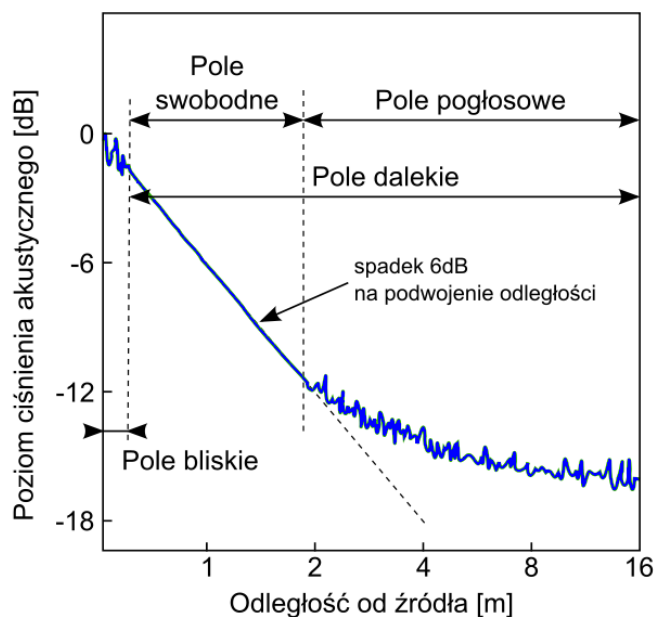 Pole
swobodne
Pole pogłosowe
Pole dalekie
spadek 6dB
na podwojenie odległości
Pole bliskie
Poziom ciśnienia akustycznego [dB]
0
-6
-12
-18
1
2
4
8
16
Odległość od źródła [m]